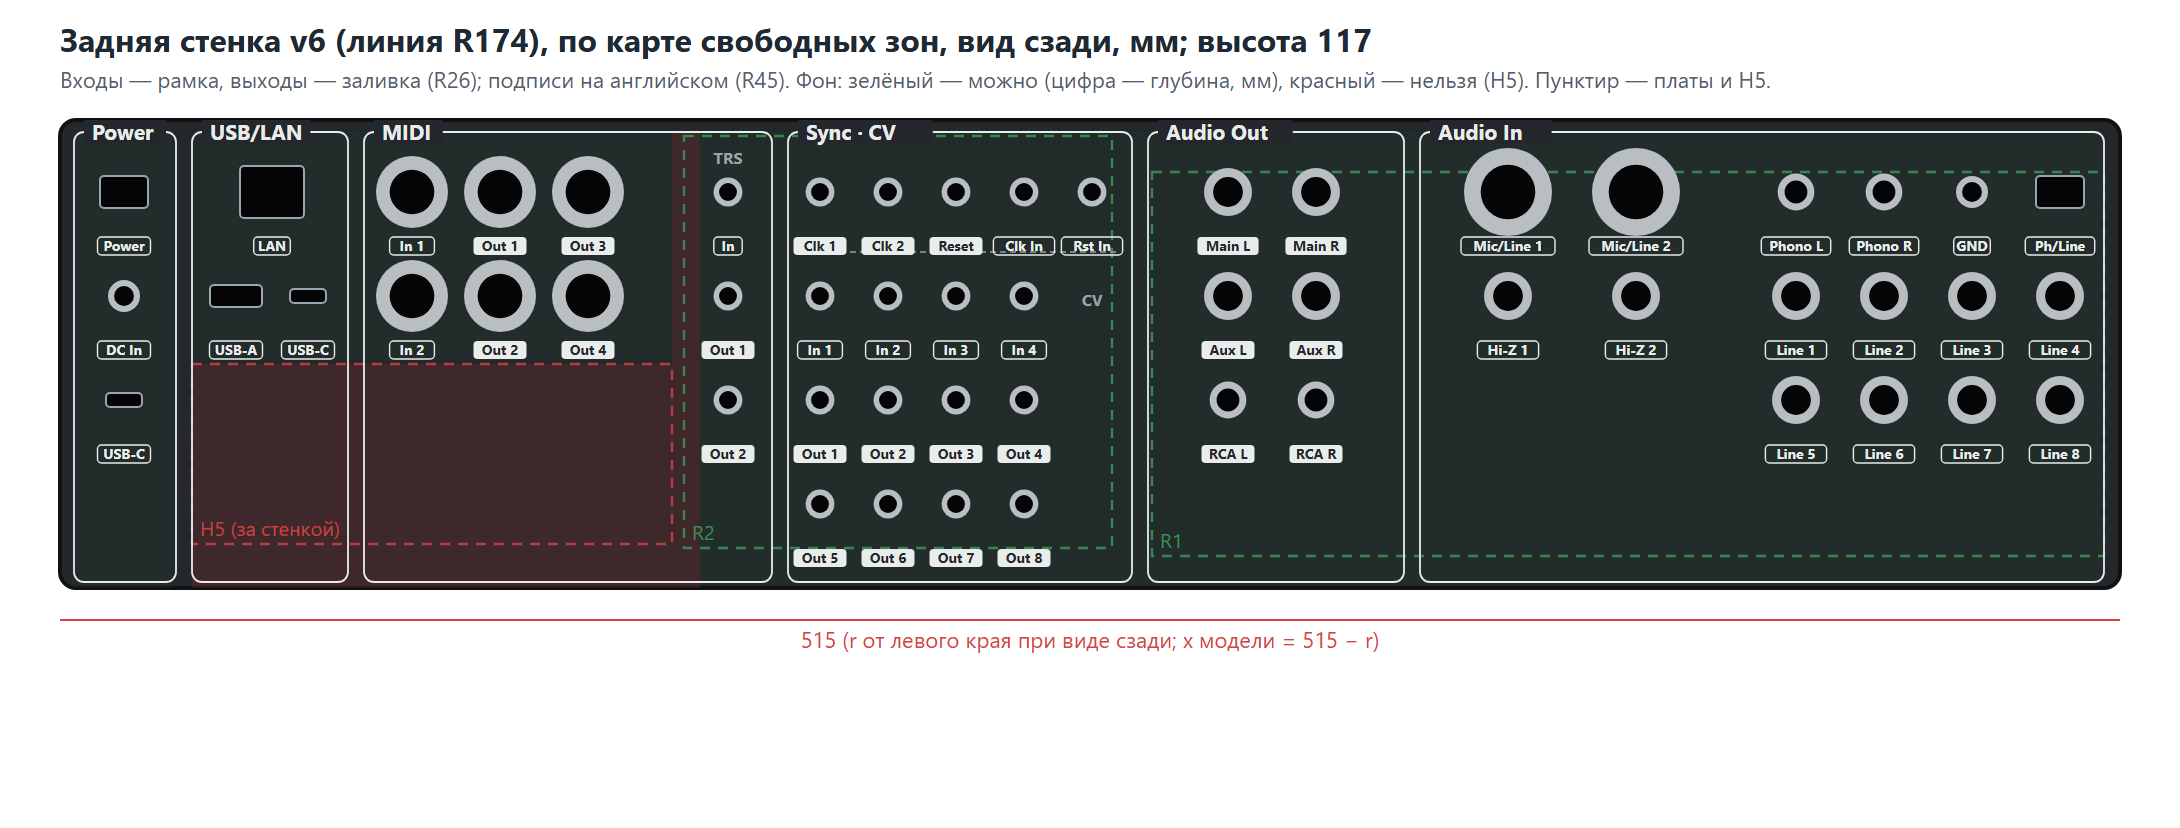 Задняя стенка v6 (линия R174), по карте свободных зон, вид сзади, мм; высота 117
Входы — рамка, выходы — заливка (R26); подписи на английском (R45). Фон: зелёный — можно (цифра — глубина, мм), красный — нельзя (H5). Пунктир — платы и H5.
Power USB/LAN MIDI Sync · CV Audio Out Audio In
TRS
Power LAN In 1 Out 1 Out 3 In Clk 1 Clk 2 Reset Clk In Rst In Main L Main R Mic/Line 1 Mic/Line 2 Phono L Phono R GND Ph/Line
CV
DC In USB-A USB-C In 2 Out 2 Out 4 Out 1 In 1 In 2 In 3 In 4 Aux L Aux R Hi-Z 1 Hi-Z 2 Line 1 Line 2 Line 3 Line 4
USB-C Out 2 Out 1 Out 2 Out 3 Out 4 RCA L RCA R Line 5 Line 6 Line 7 Line 8
H5 (за стенкой) R2 R1
Out 5 Out 6 Out 7 Out 8
515 (r от левого края при виде сзади; x модели = 515 − r)